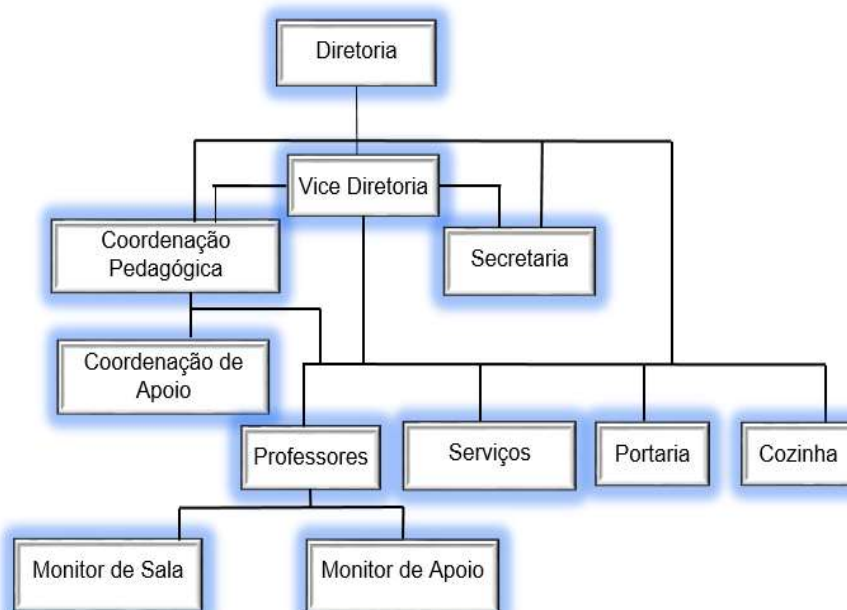 Diretoria
Vice Diretoria
Coordenação
Pedagógica
Secretaria
Coordenação de
Apoio
Professores
Serviços
Portaria
Cozinha
Monitor de Sala
Monitor de Apoio